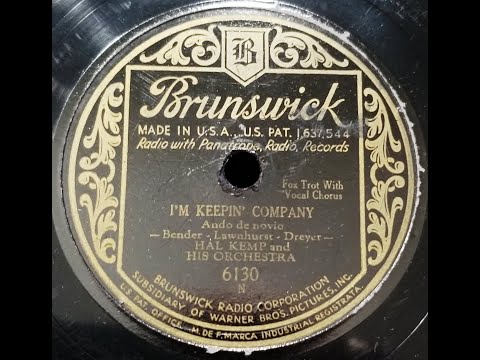 B
Brunswick
MADE IN U.S.A., U.S. PAT. 1,637,544
Radio with Panatrope, Radio, Records
Fox Trot With
Vocal Chorus
I'M KEEPIN' COMPANY
Ando de novio
—Bender - Lawnhurst - Dreyer—
HAL KEMP and
HIS ORCHESTRA
6130
N
BRUNSWICK RADIO CORPORATION
SUBSIDIARY OF WARNER BROS. PICTURES, INC.
U.S. PAT. OFFICE. M. DE F. MARCA INDUSTRIAL REGISTRATA.